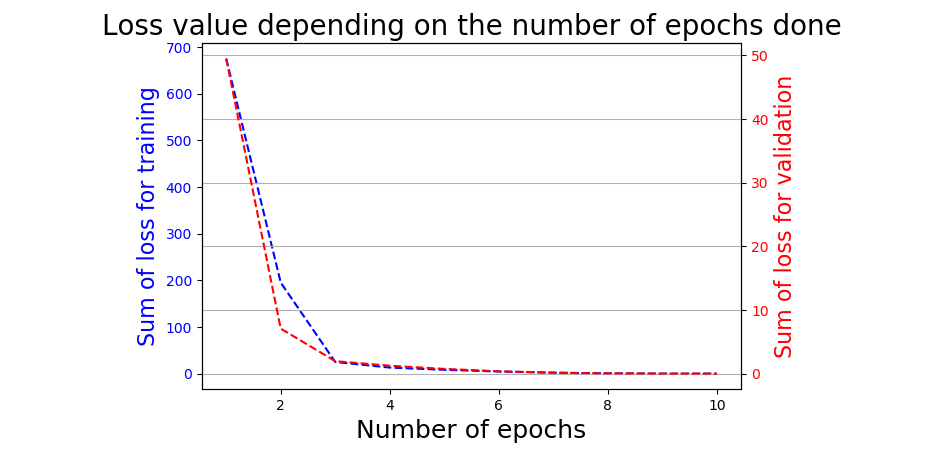 Loss value depending on the number of epochs done
Sum of loss for training
700
600
500
400
300
200
100
0
50
40
30
20
10
0
Sum of loss for validation
2 4 6 8 10
Number of epochs